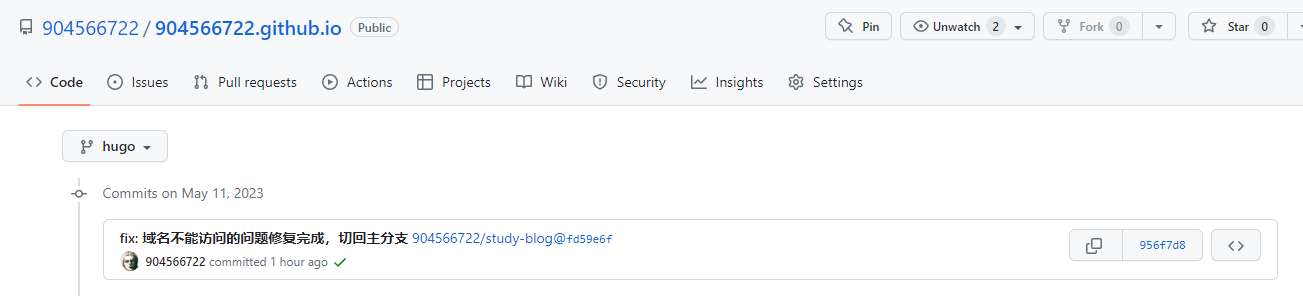 904566722 / 904566722.github.io Public Pin Unwatch 2 Fork 0 Star 0
Code Issues Pull requests Actions Projects Wiki Security Insights Settings
hugo
Commits on May 11, 2023
fix: 域名不能访问的问题修复完成，切回主分支 904566722/study-blog@fd59e6f 956f7d8
904566722 committed 1 hour ago